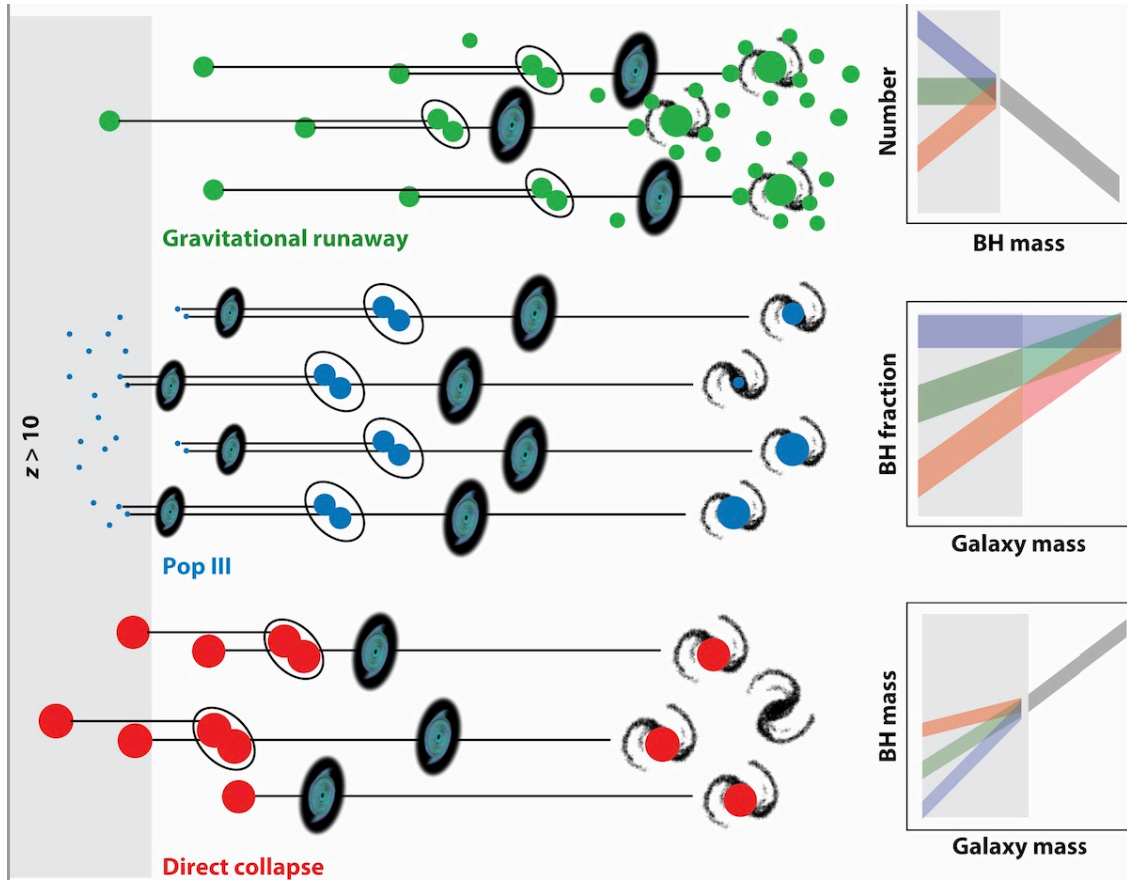 z > 10
Gravitational runaway
Pop III
Direct collapse
Number
BH mass
BH fraction
Galaxy mass
BH mass
Galaxy mass